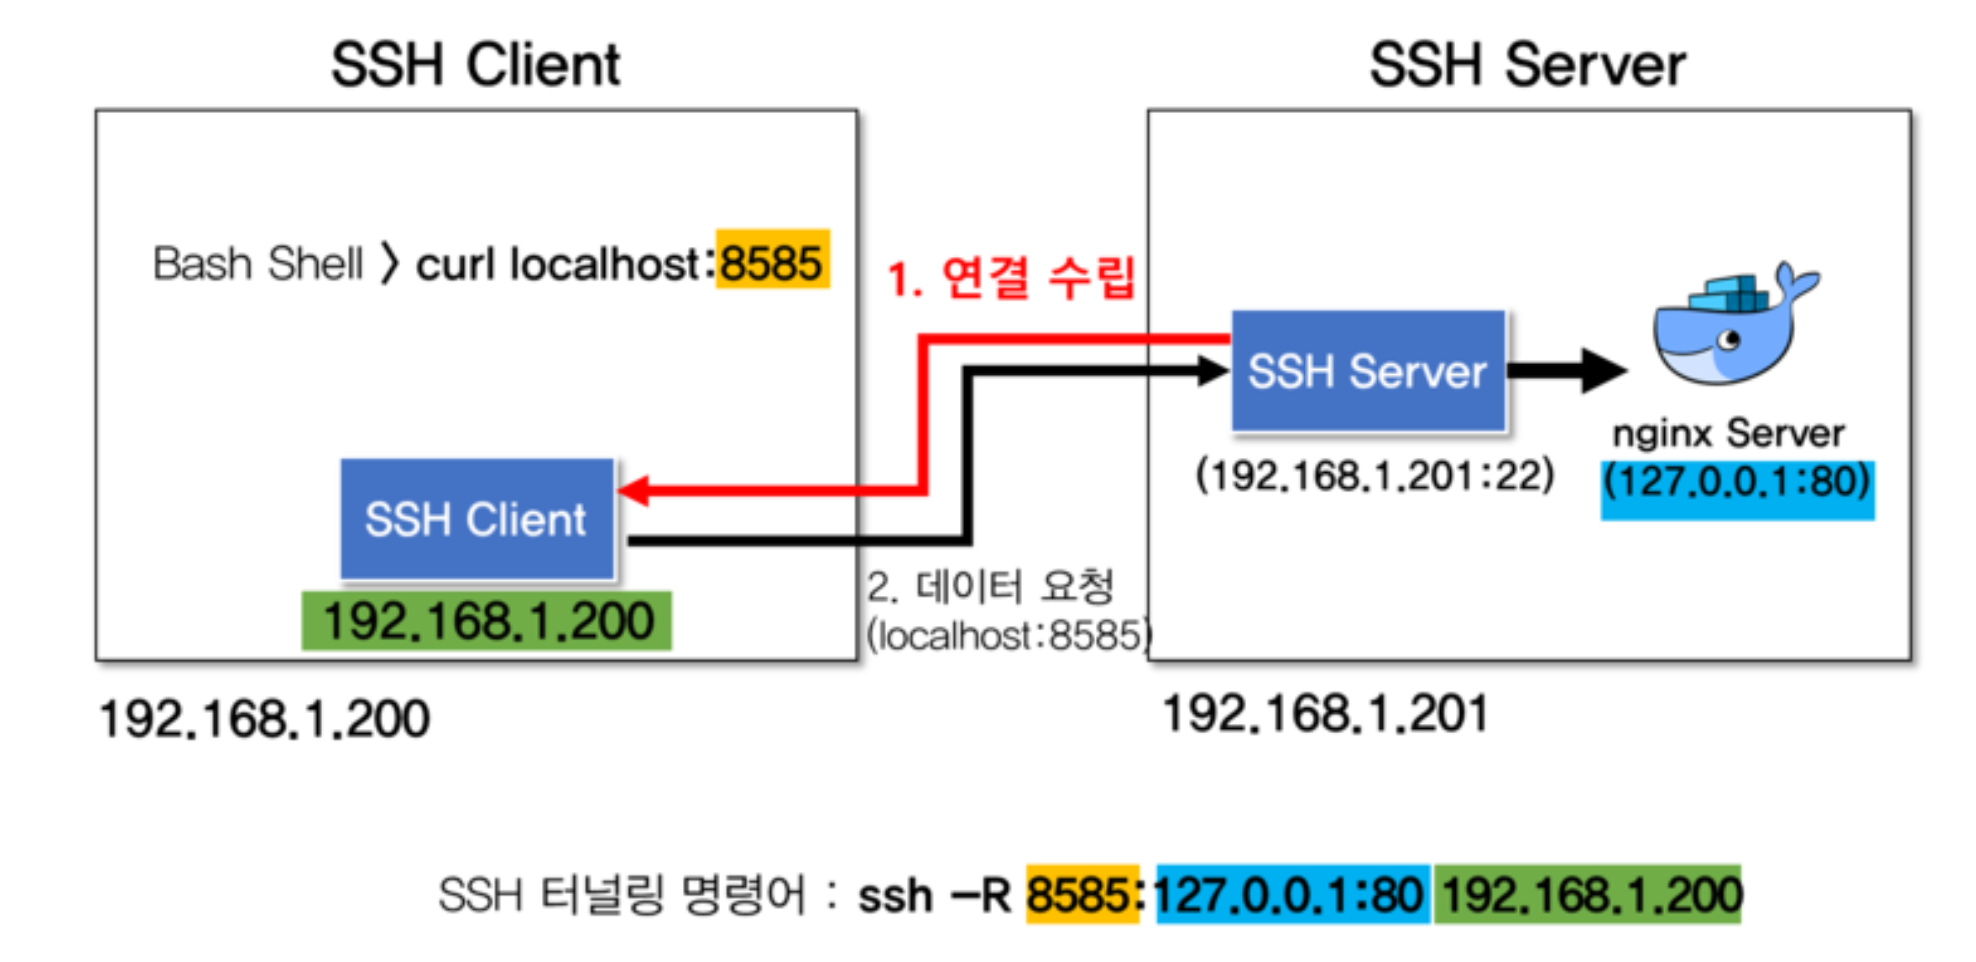 SSH Client
SSH Server
Bash Shell > curl localhost:8585
1. 연결 수립
SSH Server
(192.168.1.201:22)
nginx Server
(127.0.0.1:80)
SSH Client
192.168.1.200
2. 데이터 요청
(localhost:8585)
192.168.1.200
192.168.1.201
SSH 터널링 명령어 : ssh –R 8585:127.0.0.1:80 192.168.1.200